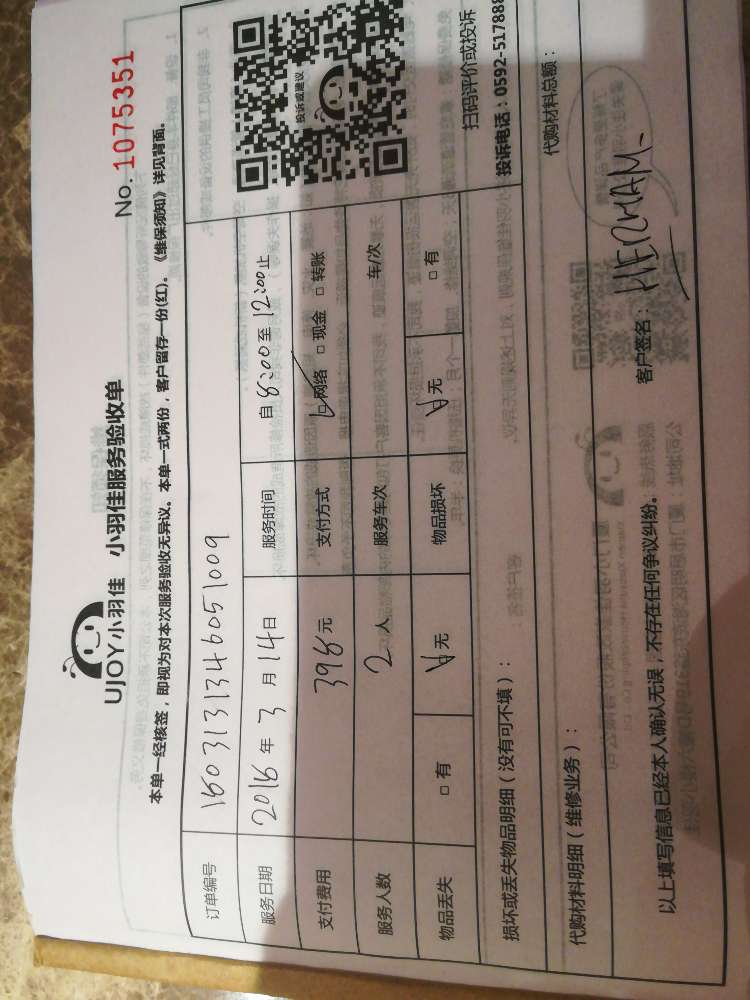 No. 1075351
UJOY小羽佳 小羽佳服务验收单
本单一经核签，即视为对本次服务验收无异议。本单一式两份，客户留存一份(红)。《维保须知》详见背面。
订单编号 1603131346051009
服务日期 2016年3月14日 服务时间 自8:00至12:00止
支付费用 398元 支付方式 ☑网络 □现金 □转账
服务人数 2人 服务车次 车/次
物品丢失 □有 ☑无 物品损坏 ☑无 □有
投诉或建议
扫码评价或投诉
投诉电话：0592-517888
损坏或丢失物品明细（没有可不填）：
代购材料明细（维修业务）： 代购材料总额：
以上填写信息已经本人确认无误，不存在任何争议纠纷。 客户签名： HERMAM